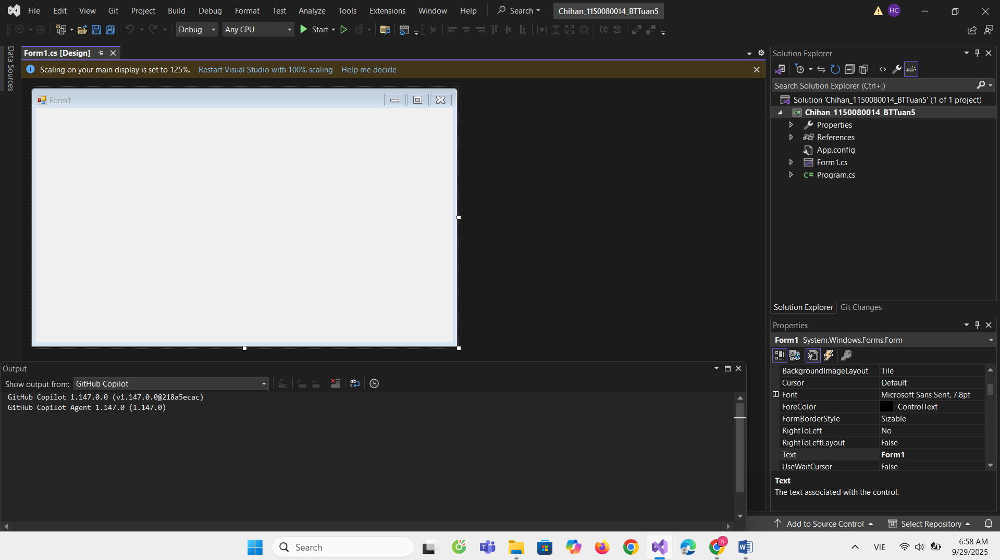 File Edit View Git Project Build Debug Format Test Analyze Tools Extensions Window Help Search Chihan_1150080014_BTTuan5 HC
Debug Any CPU Start
Data Sources
Form1.cs [Design]
Scaling on your main display is set to 125%. Restart Visual Studio with 100% scaling Help me decide
Form1
Output
Show output from: GitHub Copilot
GitHub Copilot 1.147.0.0 (v1.147.0.0@218a5ecac)
GitHub Copilot Agent 1.147.0 (1.147.0)
Solution Explorer
Search Solution Explorer (Ctrl+;)
Solution 'Chihan_1150080014_BTTuan5' (1 of 1 project)
Chihan_1150080014_BTTuan5
Properties
References
App.config
Form1.cs
C# Program.cs
Solution Explorer Git Changes
Properties
Form1 System.Windows.Forms.Form
BackgroundImageLayout Tile
Cursor Default
Font Microsoft Sans Serif, 7.8pt
ForeColor ControlText
FormBorderStyle Sizable
RightToLeft No
RightToLeftLayout False
Text Form1
UseWaitCursor False
Text
The text associated with the control.
Add to Source Control Select Repository
Search
VIE
6:58 AM
9/29/2025